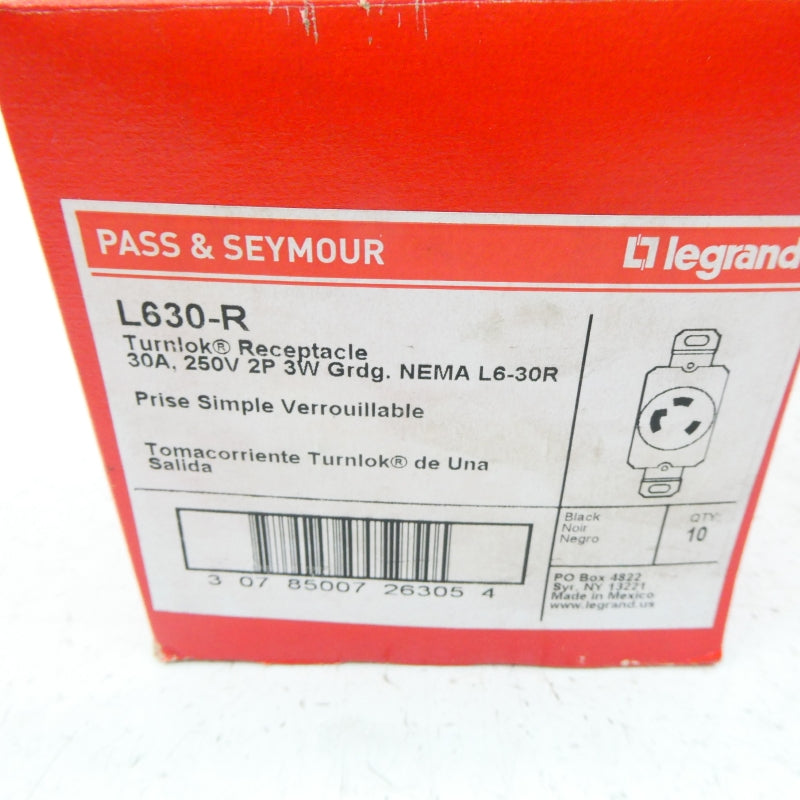 PASS & SEYMOUR
legrand
L630-R
Turnlok® Receptacle
30A, 250V 2P 3W Grdg. NEMA L6-30R
Prise Simple Verrouillable
Tomacorriente Turnlok® de Una
Salida
Black
Noir
Negro
QTY:
10
3 07 85007 26305 4
PO Box 4822
Syr. NY 13221
Made in Mexico
www.legrand.us